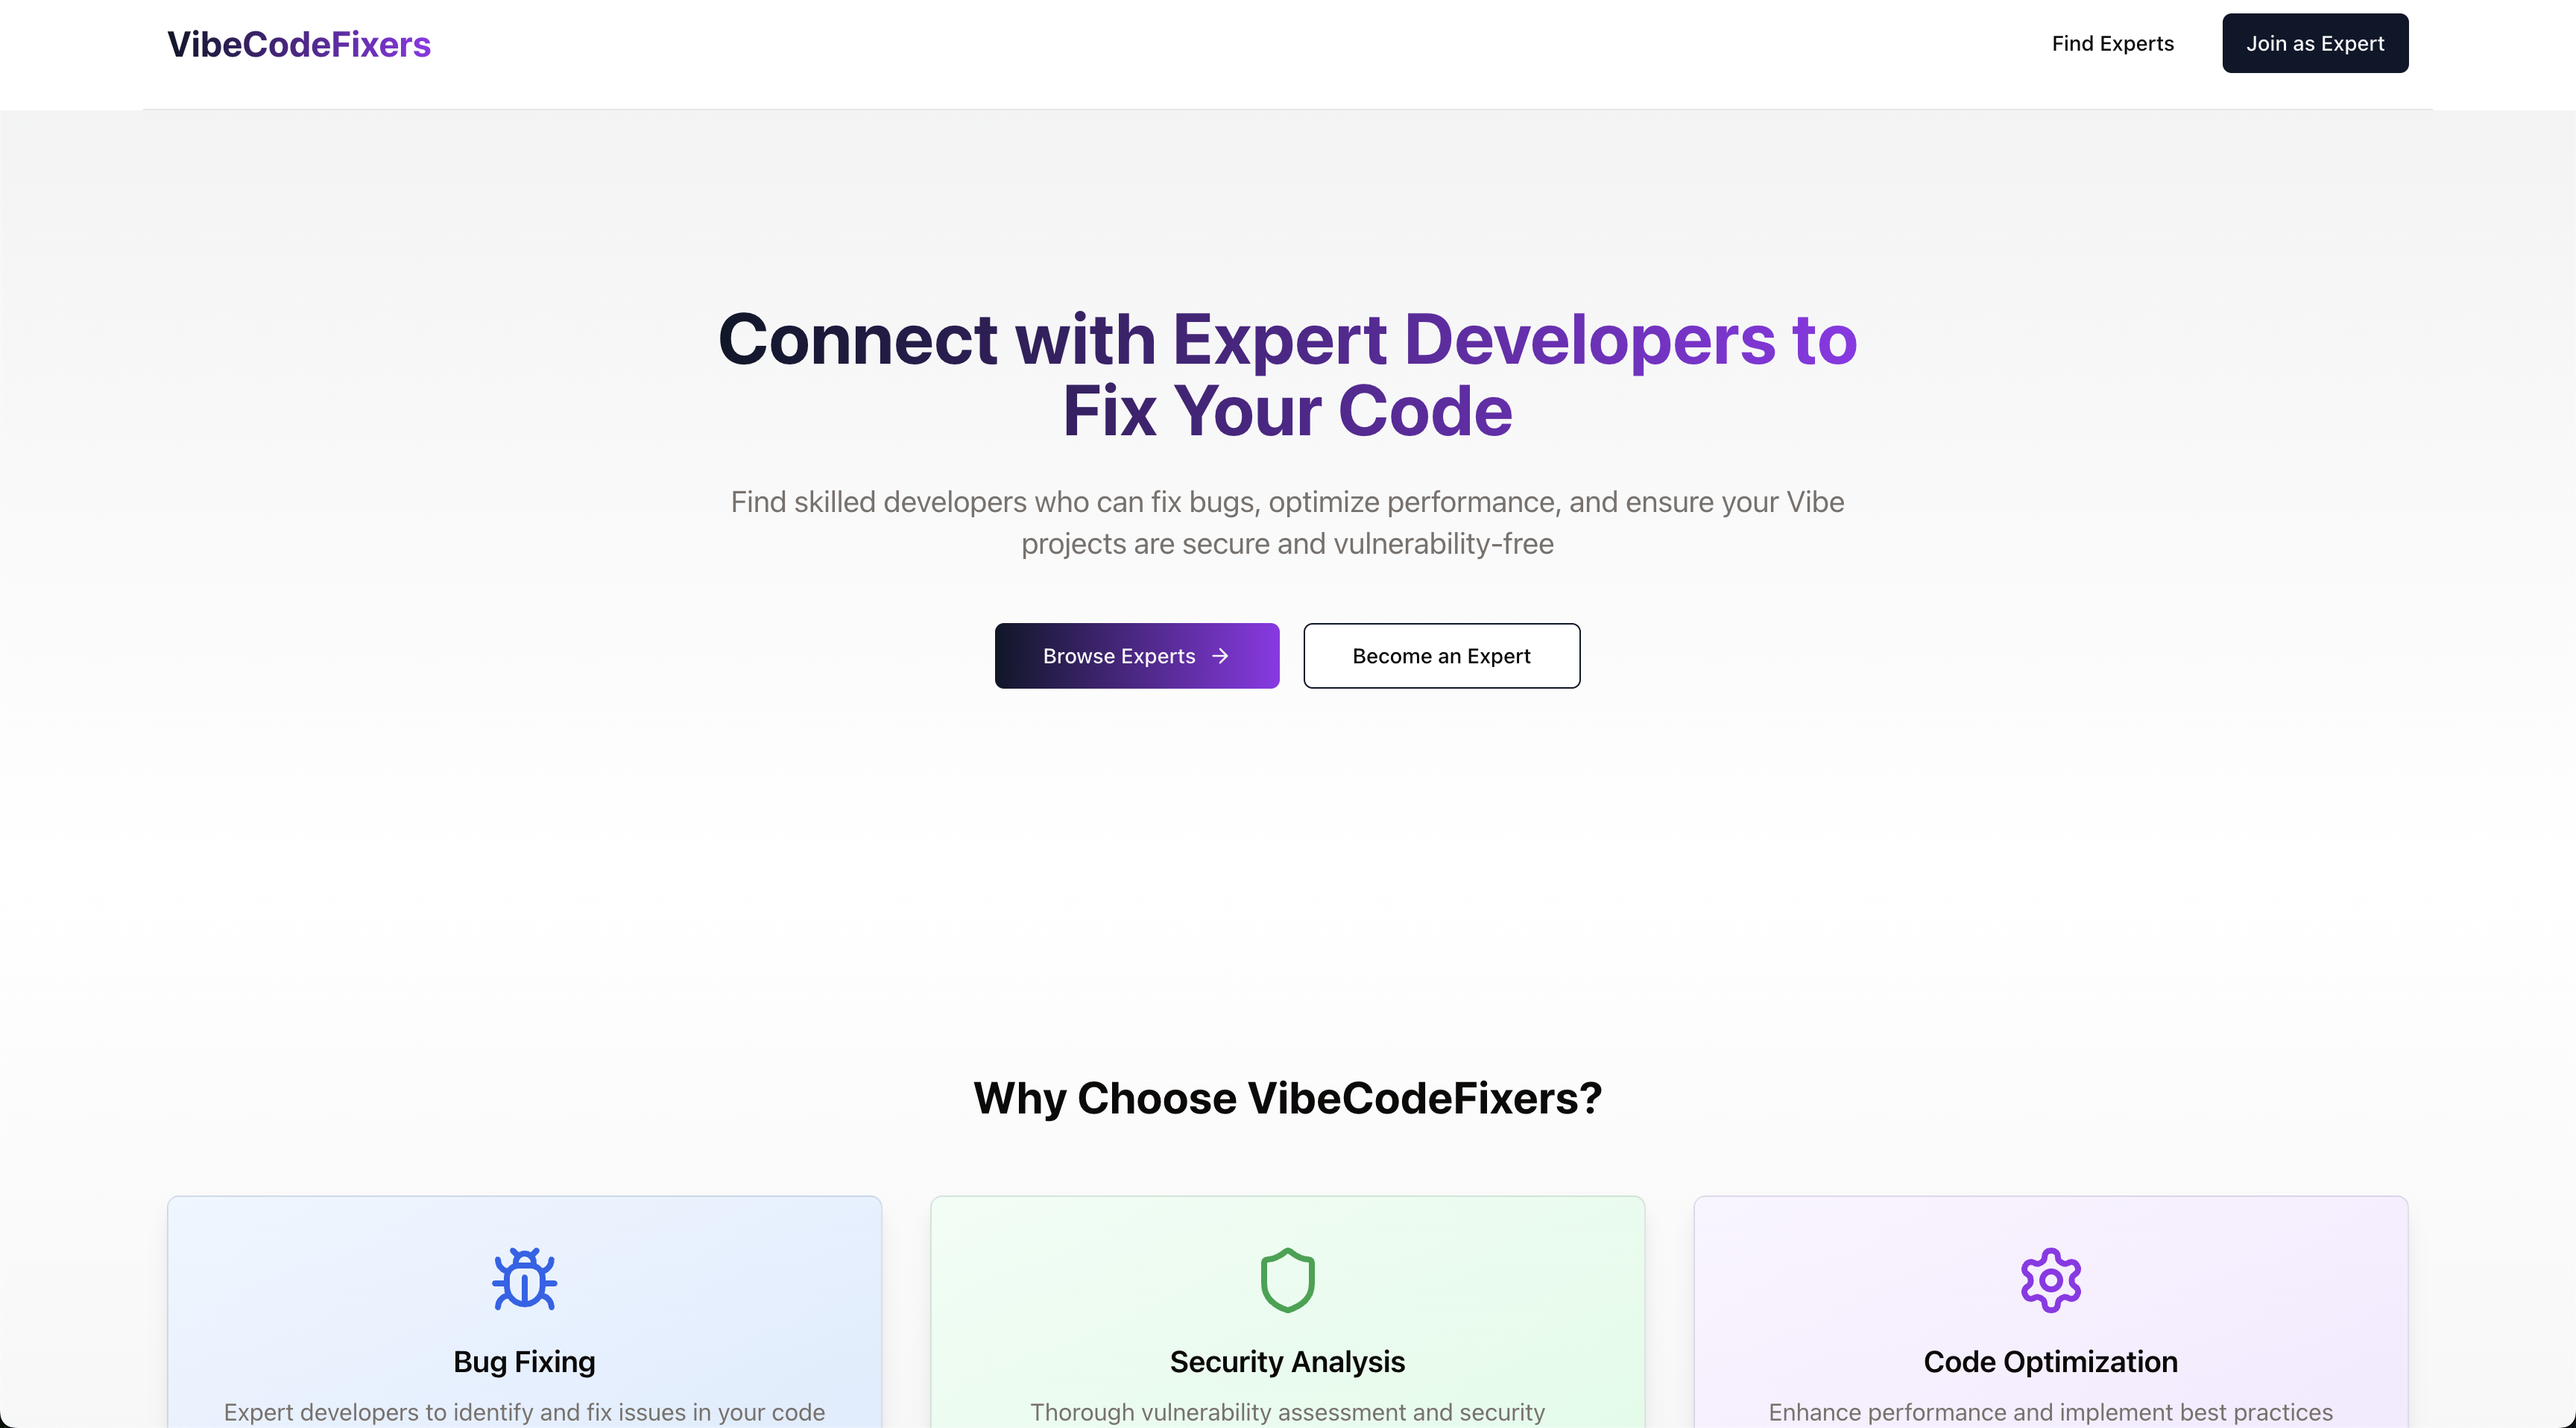 VibeCodeFixers
Find Experts
Join as Expert
Connect with Expert Developers to
Fix Your Code
Find skilled developers who can fix bugs, optimize performance, and ensure your Vibe
projects are secure and vulnerability-free
Browse Experts
Become an Expert
Why Choose VibeCodeFixers?
Bug Fixing
Expert developers to identify and fix issues in your code
Security Analysis
Thorough vulnerability assessment and security
Code Optimization
Enhance performance and implement best practices